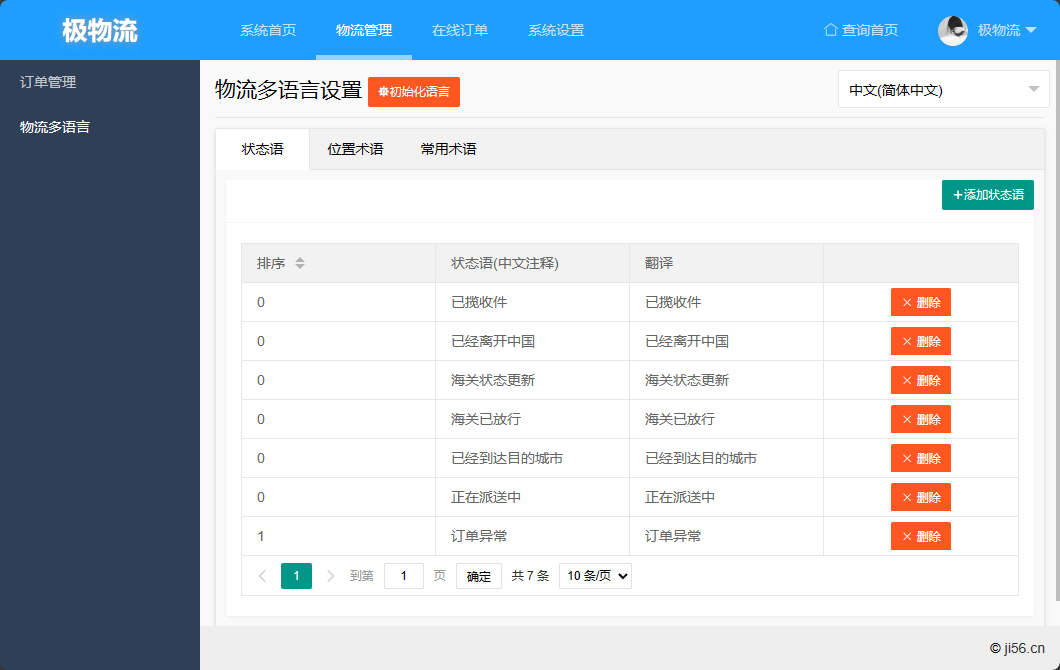 极物流
系统首页 物流管理 在线订单 系统设置 查询首页 极物流
订单管理
物流多语言
物流多语言设置 初始化语言 中文(简体中文)
状态语 位置术语 常用术语
+添加状态语
排序 状态语(中文注释) 翻译
0 已揽收件 已揽收件 × 删除
0 已经离开中国 已经离开中国 × 删除
0 海关状态更新 海关状态更新 × 删除
0 海关已放行 海关已放行 × 删除
0 已经到达目的城市 已经到达目的城市 × 删除
0 正在派送中 正在派送中 × 删除
1 订单异常 订单异常 × 删除
1 到第 1 页 确定 共 7 条 10 条/页
© ji56.cn